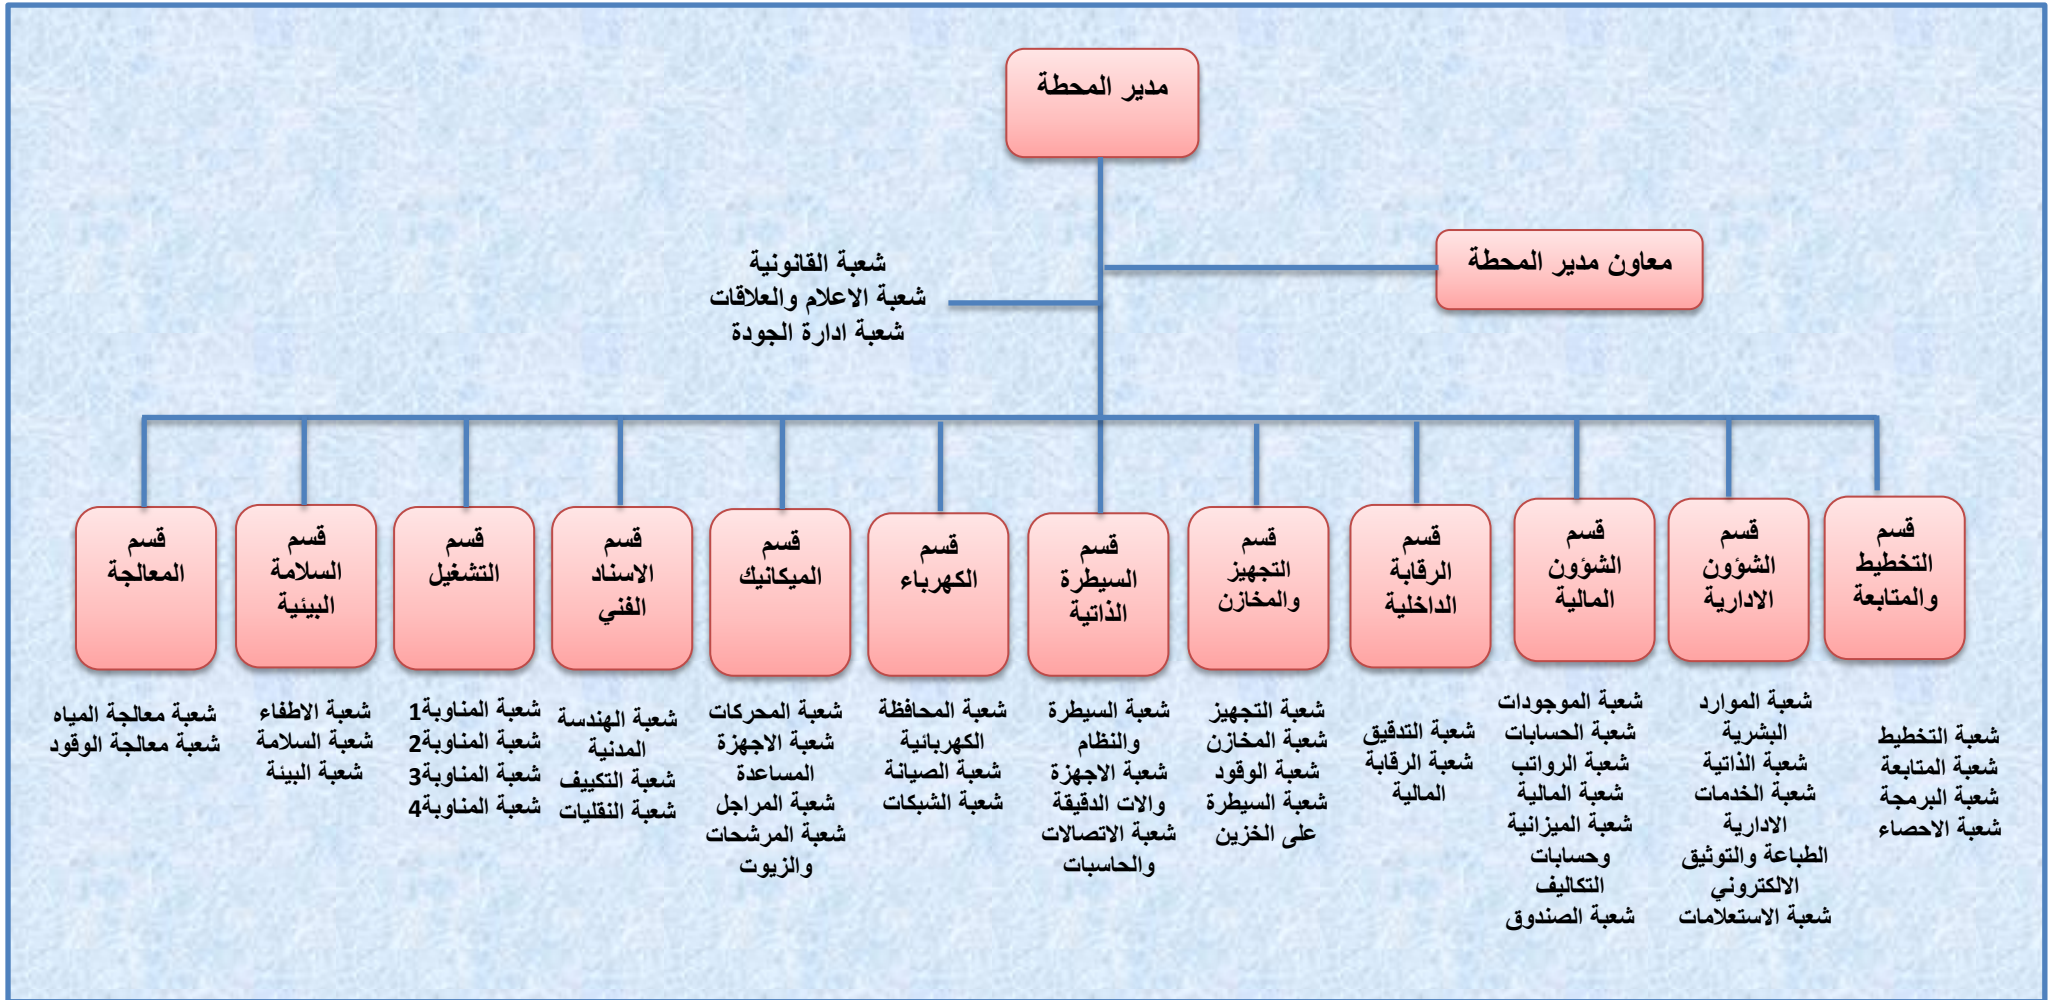 مدير المحطة
معاون مدير المحطة
شعبة القانونية
شعبة الاعلام والعلاقات
شعبة ادارة الجودة
قسم
التخطيط
والمتابعة
قسم
الشؤون
الادارية
قسم
الشؤون
المالية
قسم
الرقابة
الداخلية
قسم
التجهيز
والمخازن
قسم
السيطرة
الذاتية
قسم
الكهرباء
قسم
الميكانيك
قسم
الاسناد
الفني
قسم
التشغيل
قسم
السلامة
البيئية
قسم
المعالجة
شعبة التخطيط
شعبة المتابعة
شعبة البرمجة
شعبة الاحصاء
شعبة الموارد
البشرية
شعبة الذاتية
شعبة الخدمات
الادارية
الطباعة والتوثيق
الالكتروني
شعبة الاستعلامات
شعبة الموجودات
شعبة الحسابات
شعبة الرواتب
شعبة المالية
شعبة الميزانية
وحسابات
التكاليف
شعبة الصندوق
شعبة التدقيق
شعبة الرقابة
المالية
شعبة التجهيز
شعبة المخازن
شعبة الوقود
شعبة السيطرة
على الخزين
شعبة السيطرة
والنظام
شعبة الاجهزة
والات الدقيقة
شعبة الاتصالات
والحاسبات
شعبة المحافظة
الكهربائية
شعبة الصيانة
شعبة الشبكات
شعبة المحركات
شعبة الاجهزة
المساعدة
شعبة المراجل
شعبة المرشحات
والزيوت
شعبة الهندسة
المدنية
شعبة التكييف
شعبة النقليات
شعبة المناوبة1
شعبة المناوبة2
شعبة المناوبة3
شعبة المناوبة4
شعبة الاطفاء
شعبة السلامة
شعبة البيئة
شعبة معالجة المياه
شعبة معالجة الوقود